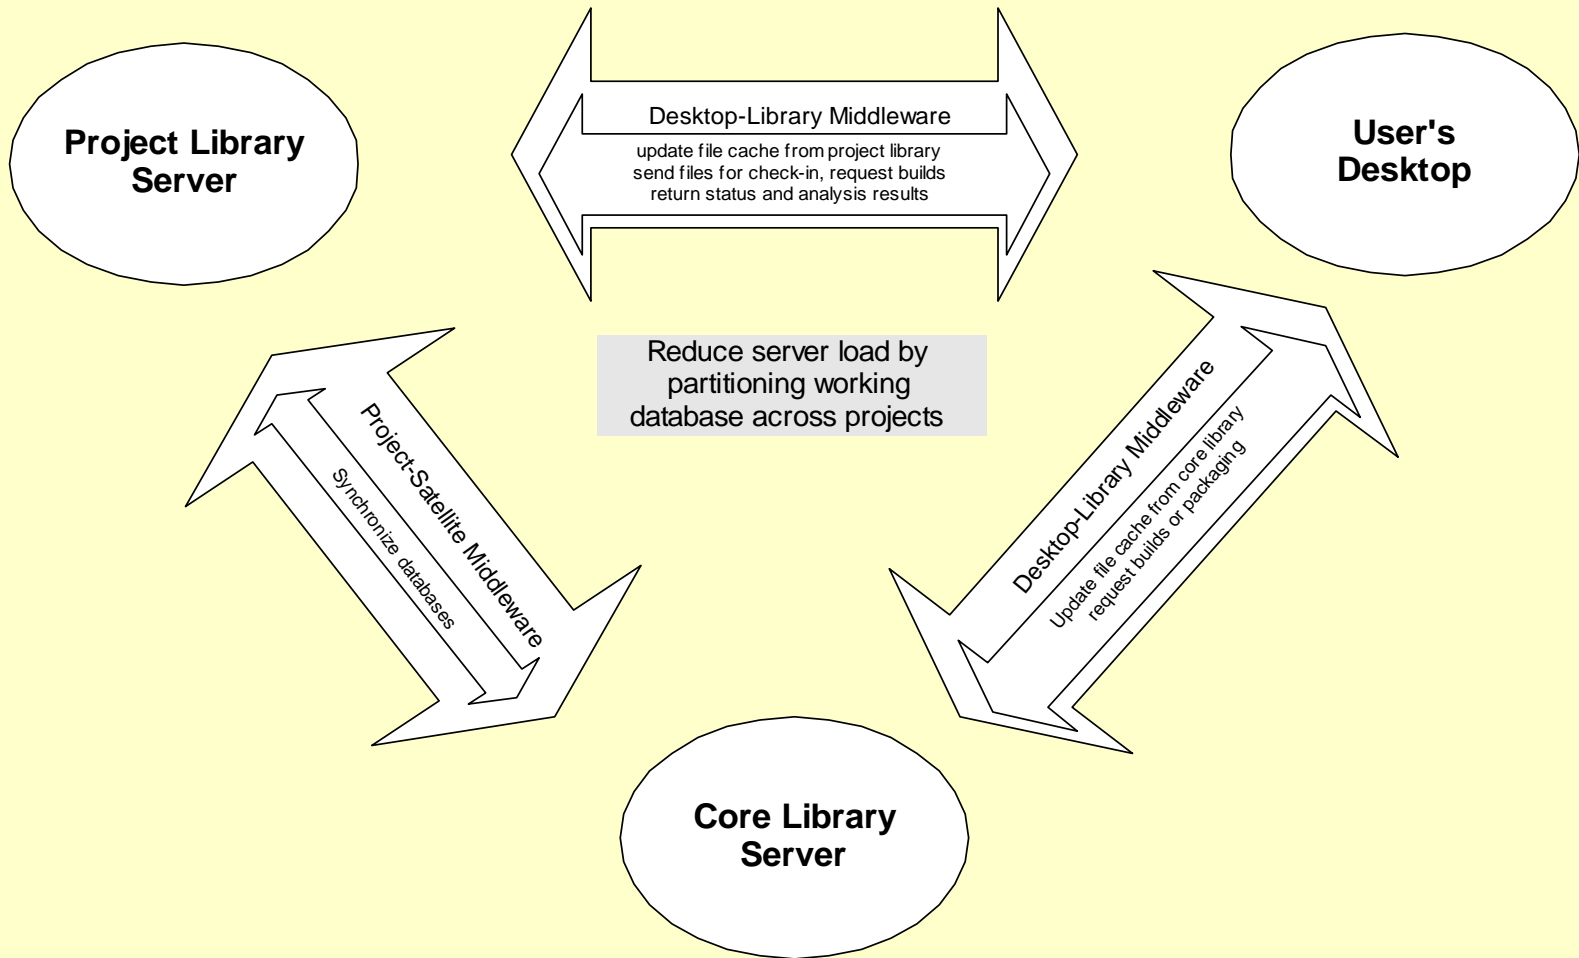 Project Library
Server
Desktop-Library Middleware
update file cache from project library
send files for check-in, request builds
return status and analysis results
User's
Desktop
Reduce server load by
partitioning working
database across projects
Project-Satellite Middleware
Synchronize databases
Desktop-Library Middleware
Update file cache from core library
request builds or packaging
Core Library
Server